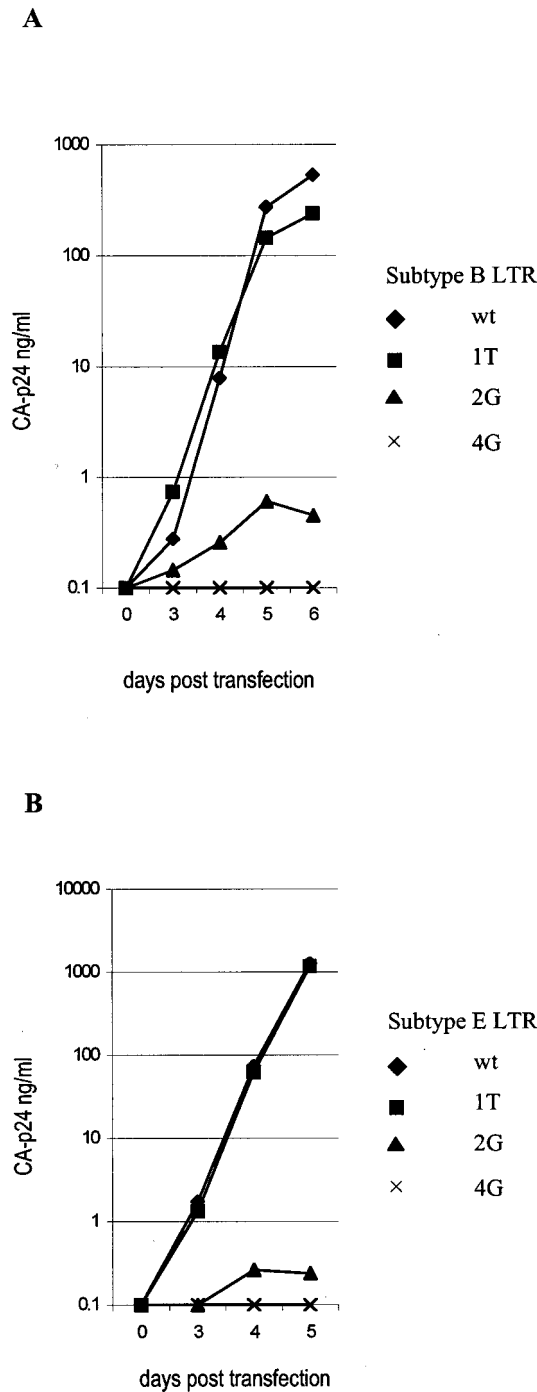 A
1000
100
10
1
0.1
CA-p24 ng/ml
0 3 4 5 6
days post transfection
Subtype B LTR
wt
1T
2G
4G
B
10000
1000
100
10
1
0.1
CA-p24 ng/ml
0 3 4 5
days post transfection
Subtype E LTR
wt
1T
2G
4G